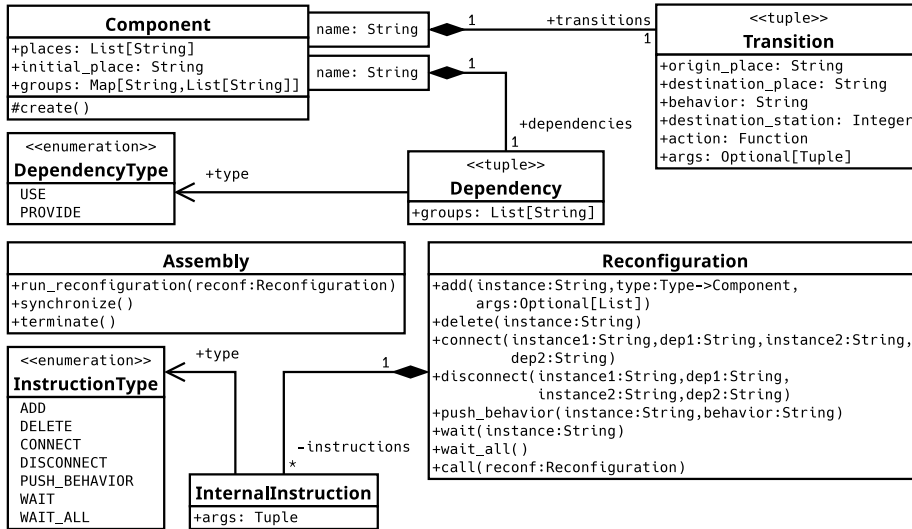 Component
+places: List[String]
+initial_place: String
+groups: Map[String,List[String]]
#create()
name: String
name: String
1
+transitions
1
1
+dependencies
1
<<tuple>>
Transition
+origin_place: String
+destination_place: String
+behavior: String
+destination_station: Integer
+action: Function
+args: Optional[Tuple]
<<enumeration>>
DependencyType
USE
PROVIDE
+type
<<tuple>>
Dependency
+groups: List[String]
Assembly
+run_reconfiguration(reconf:Reconfiguration)
+synchronize()
+terminate()
Reconfiguration
+add(instance:String,type:Type->Component,
args:Optional[List])
+delete(instance:String)
+connect(instance1:String,dep1:String,instance2:String,
dep2:String)
+disconnect(instance1:String,dep1:String,
instance2:String,dep2:String)
+push_behavior(instance:String,behavior:String)
+wait(instance:String)
+wait_all()
+call(reconf:Reconfiguration)
<<enumeration>>
InstructionType
ADD
DELETE
CONNECT
DISCONNECT
PUSH_BEHAVIOR
WAIT
WAIT_ALL
+type
1
-instructions
*
InternalInstruction
+args: Tuple